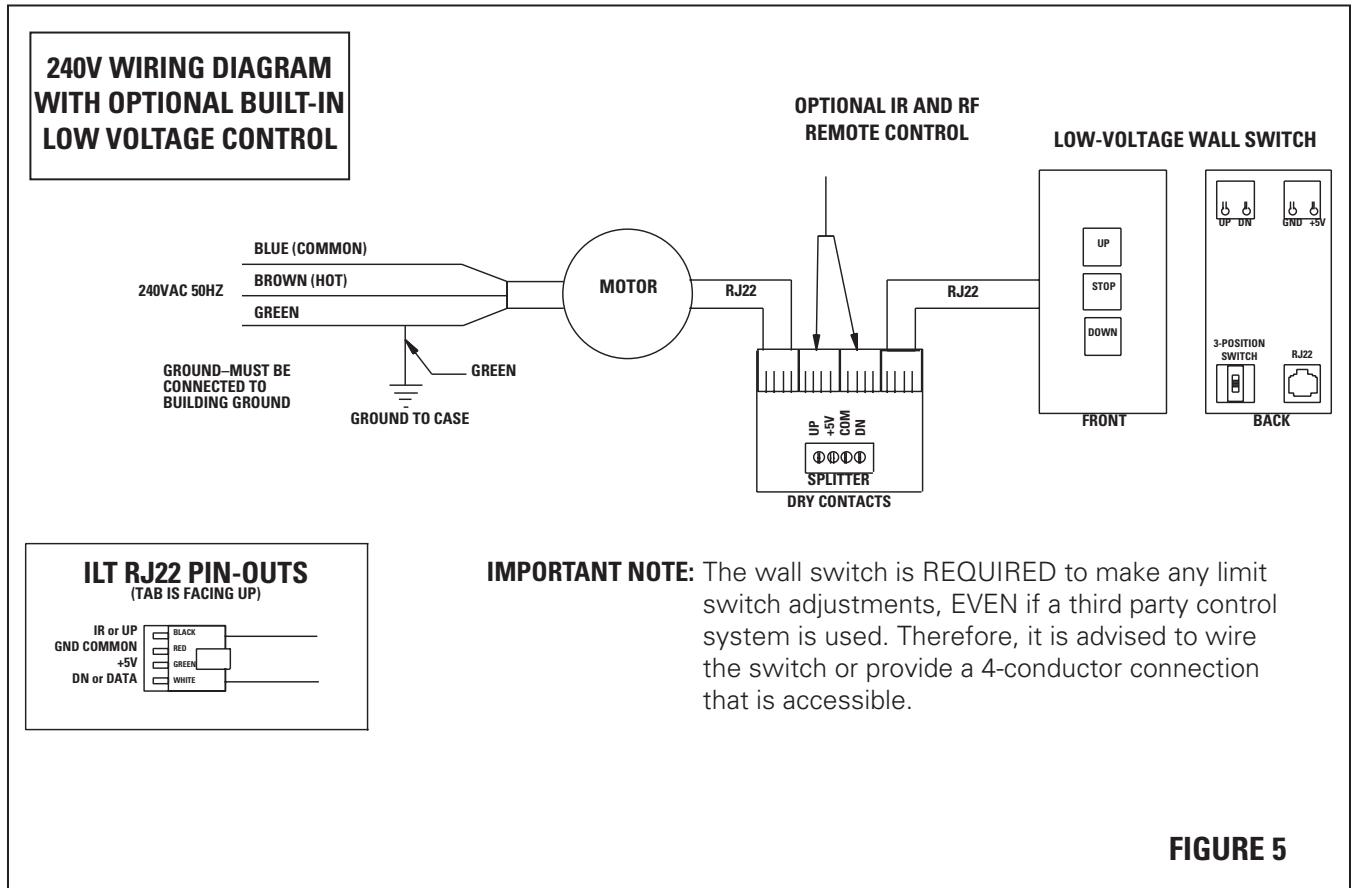 240V WIRING DIAGRAM
WITH OPTIONAL BUILT-IN
LOW VOLTAGE CONTROL
OPTIONAL IR AND RF
REMOTE CONTROL
LOW-VOLTAGE WALL SWITCH
240VAC 50HZ
BLUE (COMMON)
BROWN (HOT)
GREEN
GROUND–MUST BE
CONNECTED TO
BUILDING GROUND
GREEN
GROUND TO CASE
MOTOR
RJ22
UP
+5V
COM
DN
SPLITTER
DRY CONTACTS
RJ22
UP
STOP
DOWN
FRONT
UP DN
GND +5V
3-POSITION
SWITCH
RJ22
BACK
ILT RJ22 PIN-OUTS
(TAB IS FACING UP)
IR or UP BLACK
GND COMMON RED
+5V GREEN
DN or DATA WHITE
IMPORTANT NOTE: The wall switch is REQUIRED to make any limit
switch adjustments, EVEN if a third party control
system is used. Therefore, it is advised to wire
the switch or provide a 4-conductor connection
that is accessible.
FIGURE 5